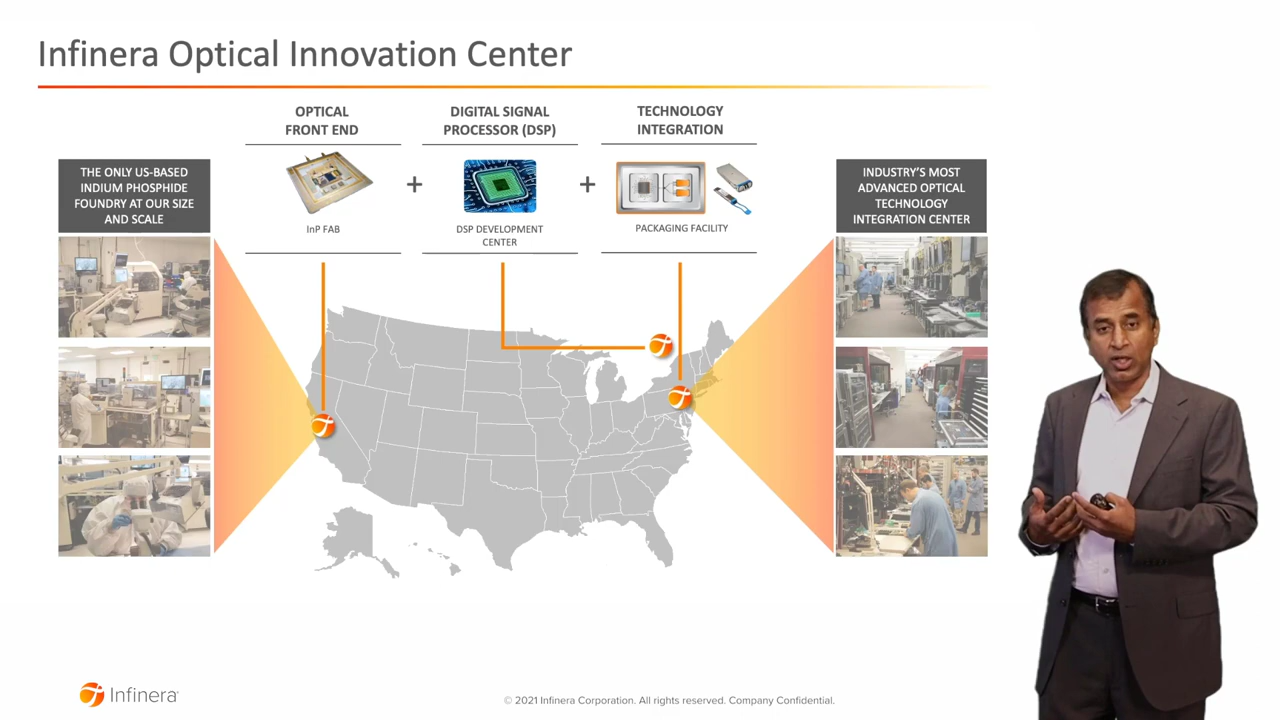 Infinera Optical Innovation Center
OPTICAL
FRONT END
DIGITAL SIGNAL
PROCESSOR (DSP)
TECHNOLOGY
INTEGRATION
THE ONLY US-BASED
INDIUM PHOSPHIDE
FOUNDRY AT OUR SIZE
AND SCALE
+
+
InP FAB
DSP DEVELOPMENT
CENTER
PACKAGING FACILITY
INDUSTRY'S MOST
ADVANCED OPTICAL
TECHNOLOGY
INTEGRATION CENTER
Infinera
© 2021 Infinera Corporation. All rights reserved. Company Confidential.